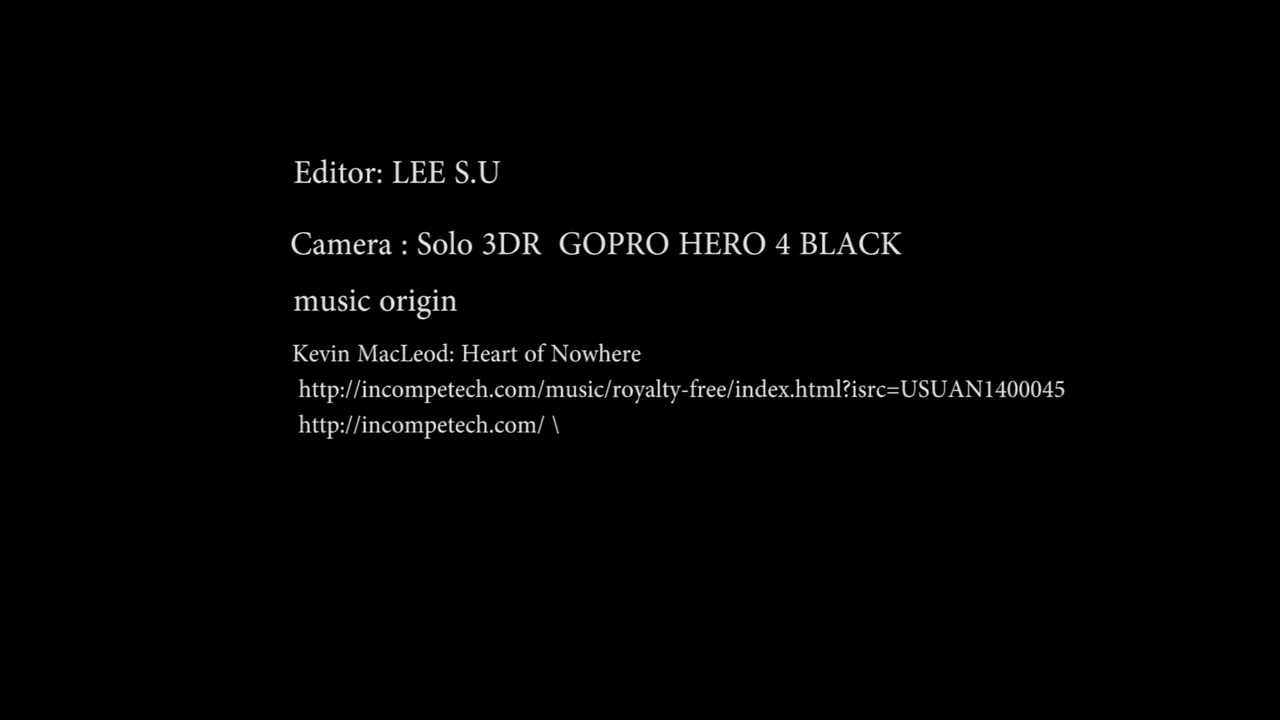 Editor: LEE S.U
Camera : Solo 3DR  GOPRO HERO 4 BLACK
music origin
Kevin MacLeod: Heart of Nowhere
http://incompetech.com/music/royalty-free/index.html?isrc=USUAN1400045
http://incompetech.com/ \